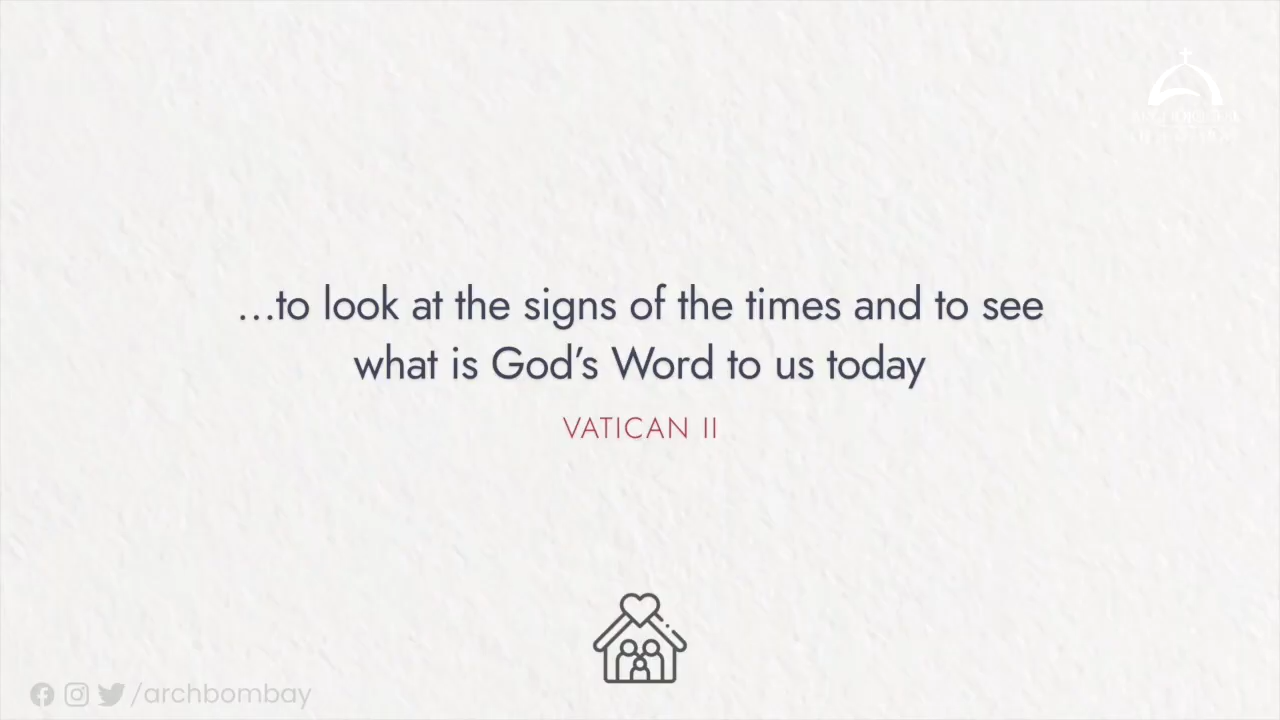 ...to look at the signs of the times and to see
what is God's Word to us today
VATICAN II
/archbombay